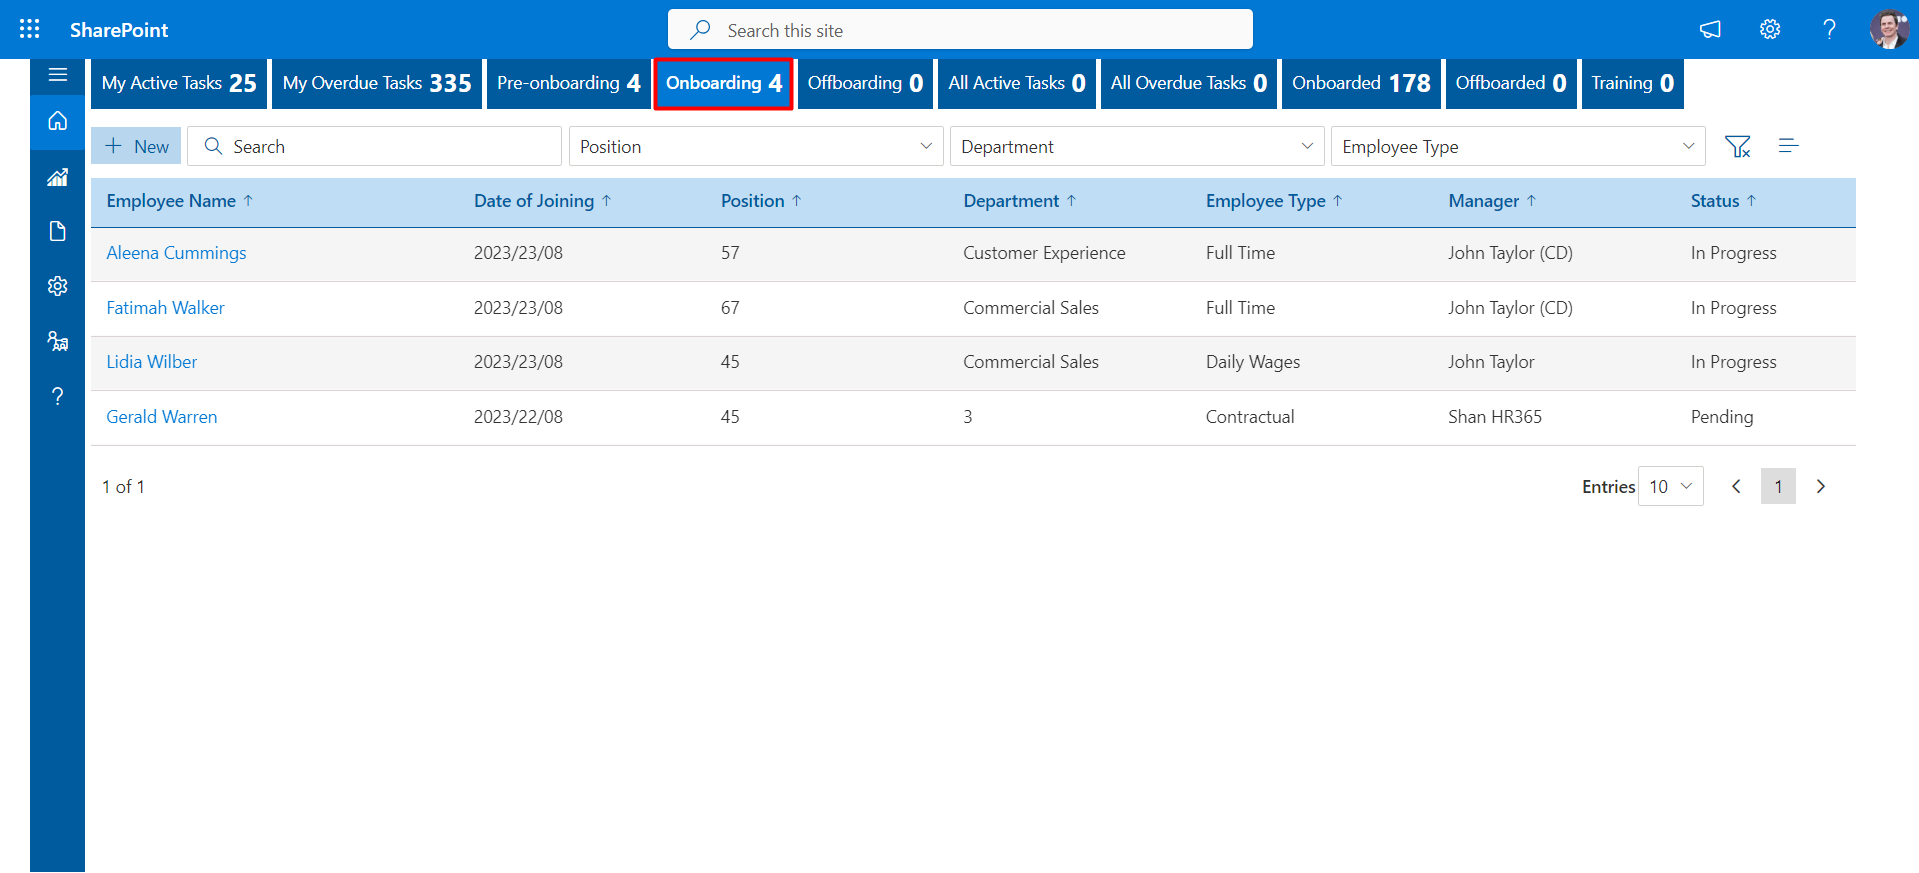 SharePoint
Search this site
My Active Tasks 25 My Overdue Tasks 335 Pre-onboarding 4 Onboarding 4 Offboarding 0 All Active Tasks 0 All Overdue Tasks 0 Onboarded 178 Offboarded 0 Training 0
New Search Position Department Employee Type
Employee Name Date of Joining Position Department Employee Type Manager Status
Aleena Cummings 2023/23/08 57 Customer Experience Full Time John Taylor (CD) In Progress
Fatimah Walker 2023/23/08 67 Commercial Sales Full Time John Taylor (CD) In Progress
Lidia Wilber 2023/23/08 45 Commercial Sales Daily Wages John Taylor In Progress
Gerald Warren 2023/22/08 45 3 Contractual Shan HR365 Pending
1 of 1 Entries 10 1